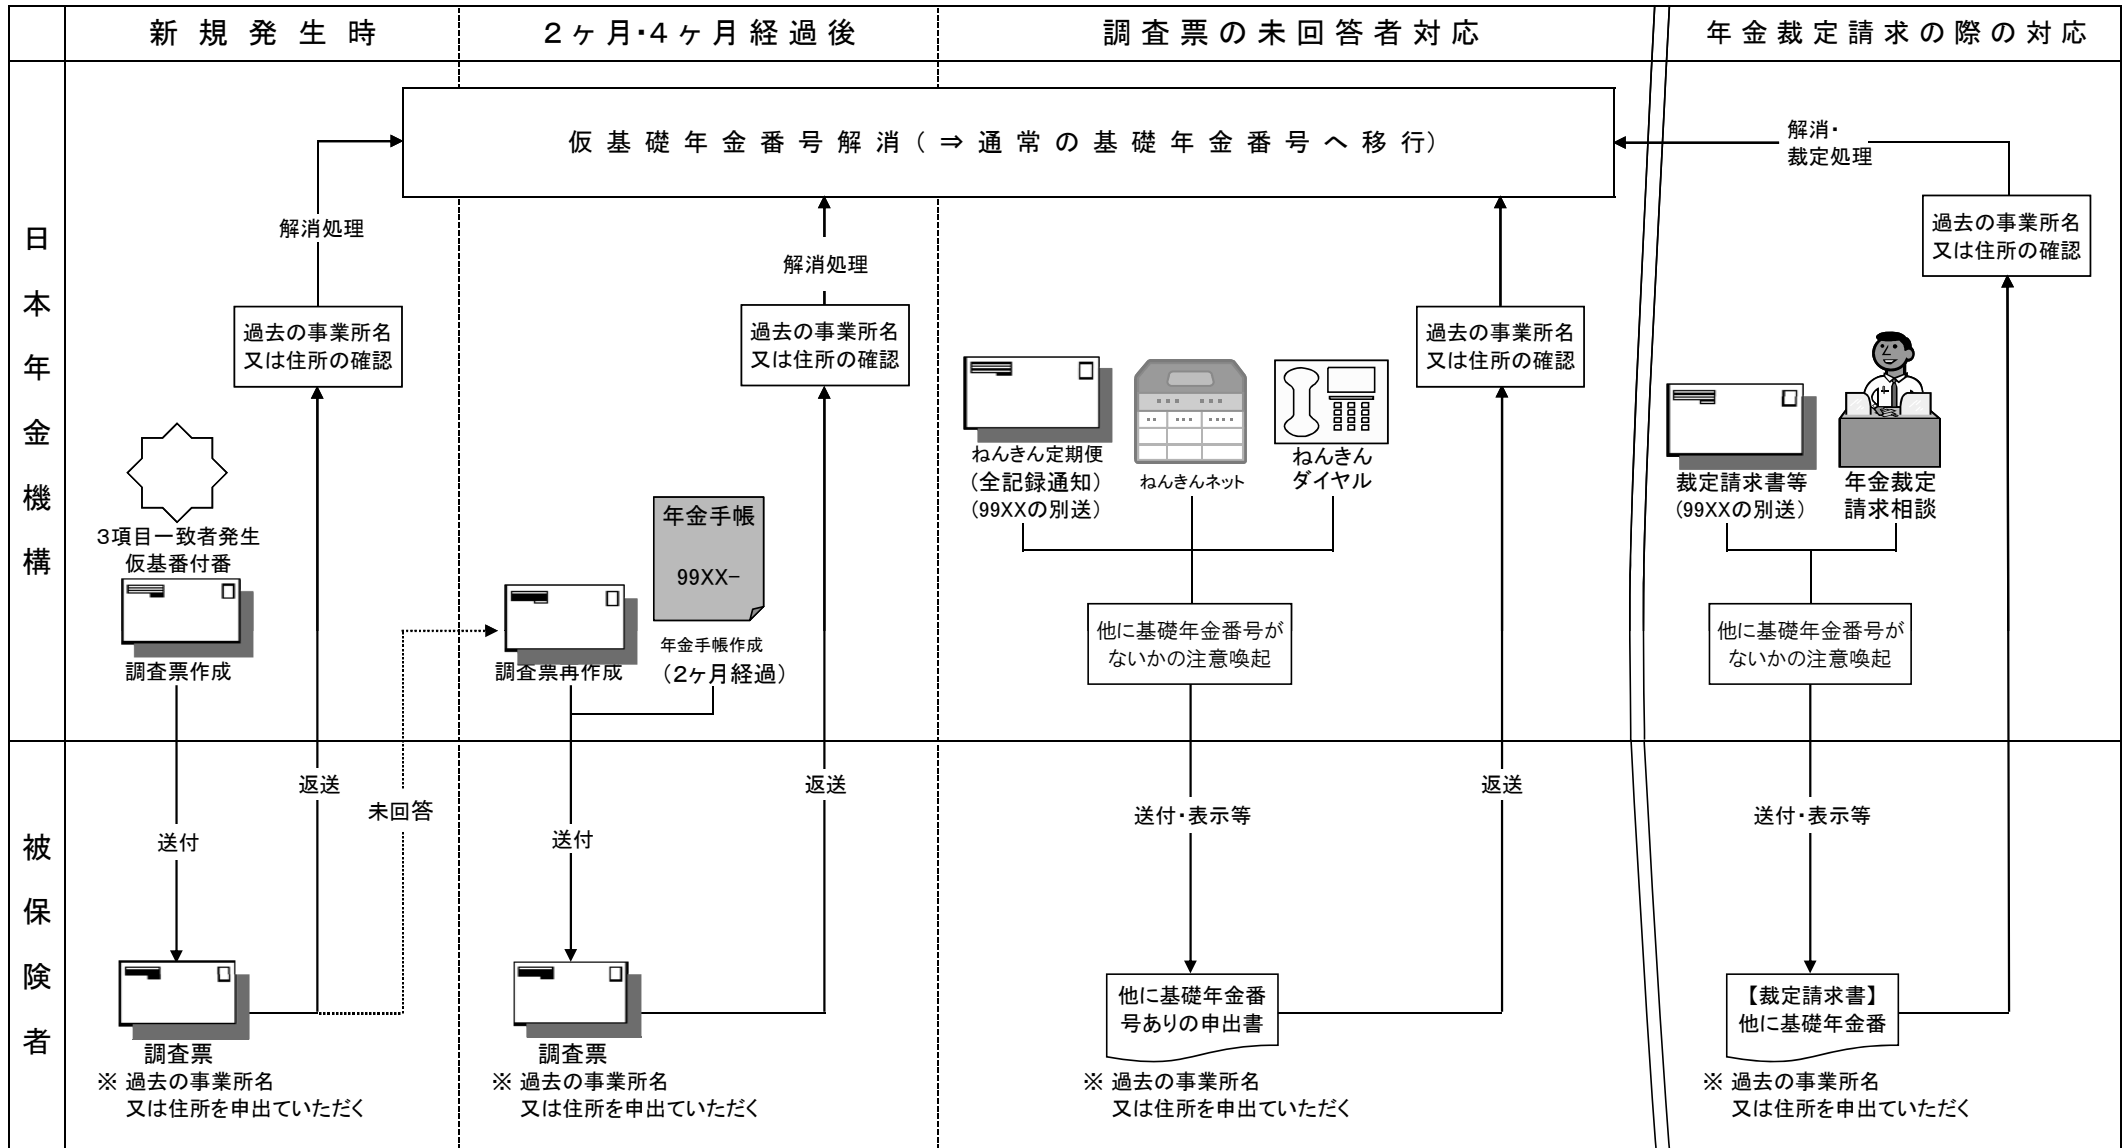 新規発生時
2ヶ月・4ヶ月経過後
調査票の未回答者対応
年金裁定請求の際の対応
日本年金機構
被保険者
仮基礎年金番号解消(⇒通常の基礎年金番号へ移行)
解消処理
過去の事業所名
又は住所の確認
3項目一致者発生
仮基番付番
調査票作成
送付
返送
未回答
調査票
※ 過去の事業所名
又は住所を申出ていただく
解消処理
過去の事業所名
又は住所の確認
年金手帳
99XX−
調査票再作成
年金手帳作成
(2ヶ月経過)
送付
返送
調査票
※ 過去の事業所名
又は住所を申出ていただく
過去の事業所名
又は住所の確認
ねんきん定期便
(全記録通知)
(99XXの別送)
ねんきんネット
ねんきん
ダイヤル
他に基礎年金番号が
ないかの注意喚起
送付・表示等
返送
他に基礎年金番
号ありの申出書
※ 過去の事業所名
又は住所を申出ていただく
解消・
裁定処理
過去の事業所名
又は住所の確認
裁定請求書等
(99XXの別送)
年金裁定
請求相談
他に基礎年金番号が
ないかの注意喚起
送付・表示等
【裁定請求書】
他に基礎年金番
※ 過去の事業所名
又は住所を申出ていただく